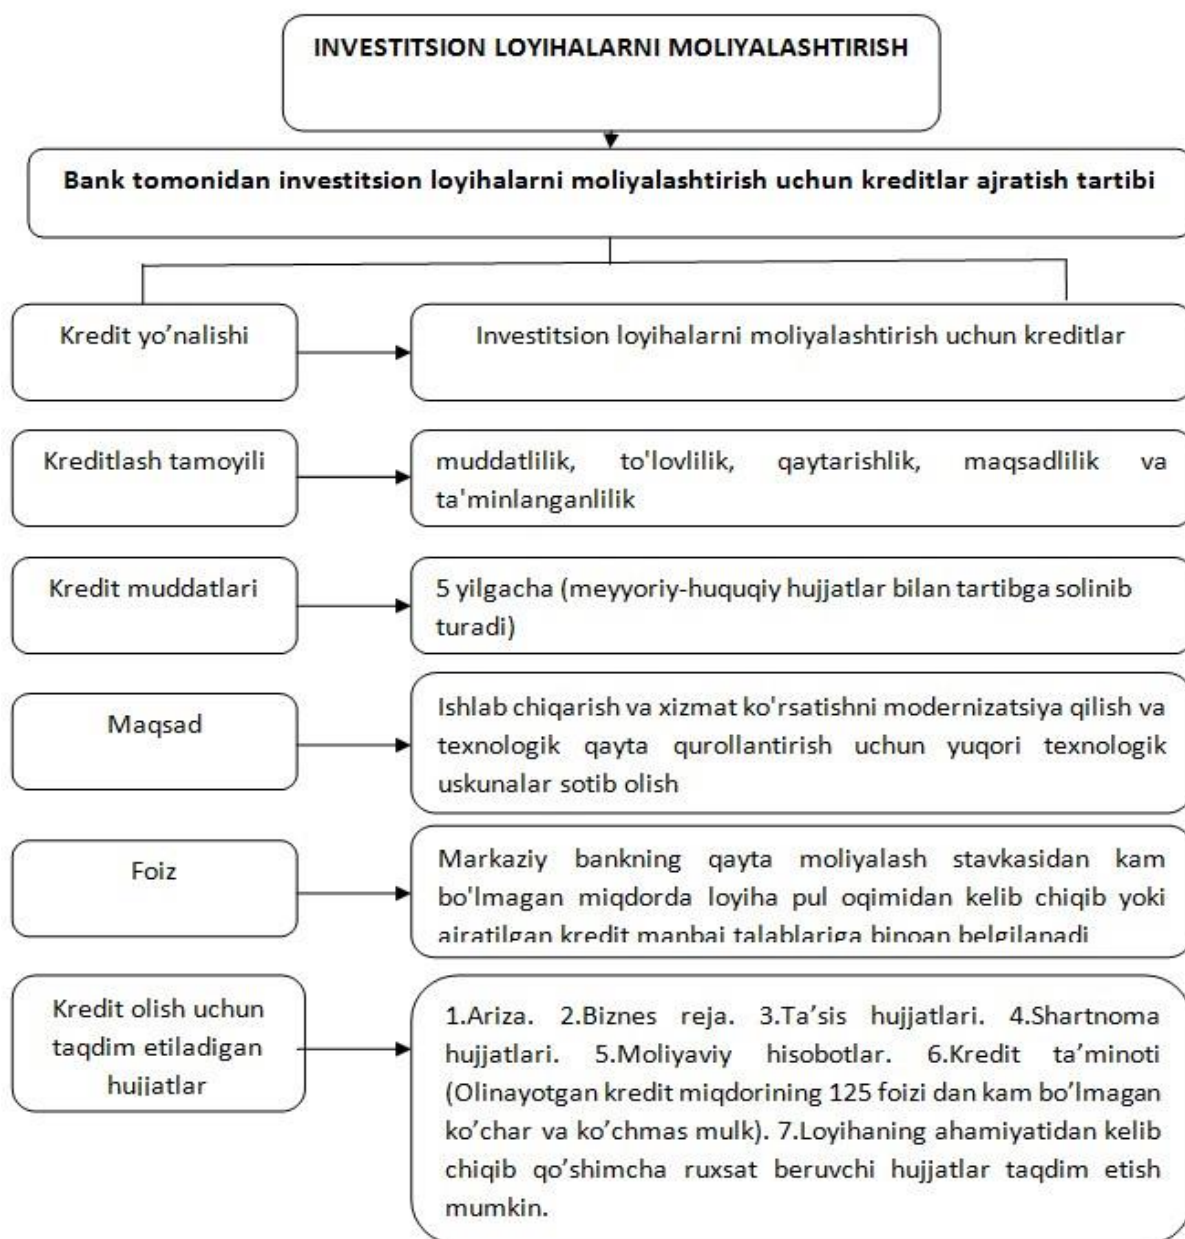 INVESTITSION LOYIHALARNI MOLIYALASHTIRISH
Bank tomonidan investitsion loyihalarni moliyalashtirish uchun kreditlar ajratish tartibi
Kredit yo’nalishi
Investitsion loyihalarni moliyalashtirish uchun kreditlar
Kreditlash tamoyili
muddatlilik, to'lovlilik, qaytarishlik, maqsadlilik va
ta'minlanganlilik
Kredit muddatlari
5 yilgacha (meyyoriy-huquqiy hujjatlar bilan tartibga solinib
turadi)
Maqsad
Ishlab chiqarish va xizmat ko'rsatishni modernizatsiya qilish va
texnologik qayta qurollantirish uchun yuqori texnologik
uskunalar sotib olish
Foiz
Markaziy bankning qayta moliyalash stavkasidan kam
bo'lmagan miqdorda loyiha pul oqimidan kelib chiqib yoki
ajratilgan kredit manbai talablariga binoan belgilanadi
Kredit olish uchun
taqdim etiladigan
hujjatlar
1.Ariza. 2.Biznes reja. 3.Ta’sis hujjatlari. 4.Shartnoma
hujjatlari. 5.Moliyaviy hisobotlar. 6.Kredit ta’minoti
(Olinayotgan kredit miqdorining 125 foizi dan kam bo’lmagan
ko’char va ko’chmas mulk). 7.Loyihaning ahamiyatidan kelib
chiqib qo’shimcha ruxsat beruvchi hujjatlar taqdim etish
mumkin.